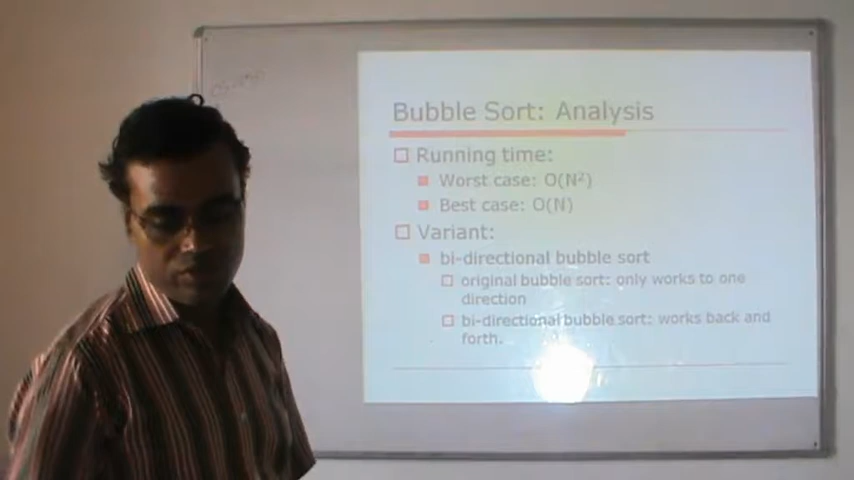 Bubble Sort: Analysis
Running time:
Worst case: O(N²)
Best case: O(N)
Variant:
bi-directional bubble sort
original bubble sort: only works to one
direction
bi-directional bubble sort: works back and
forth.